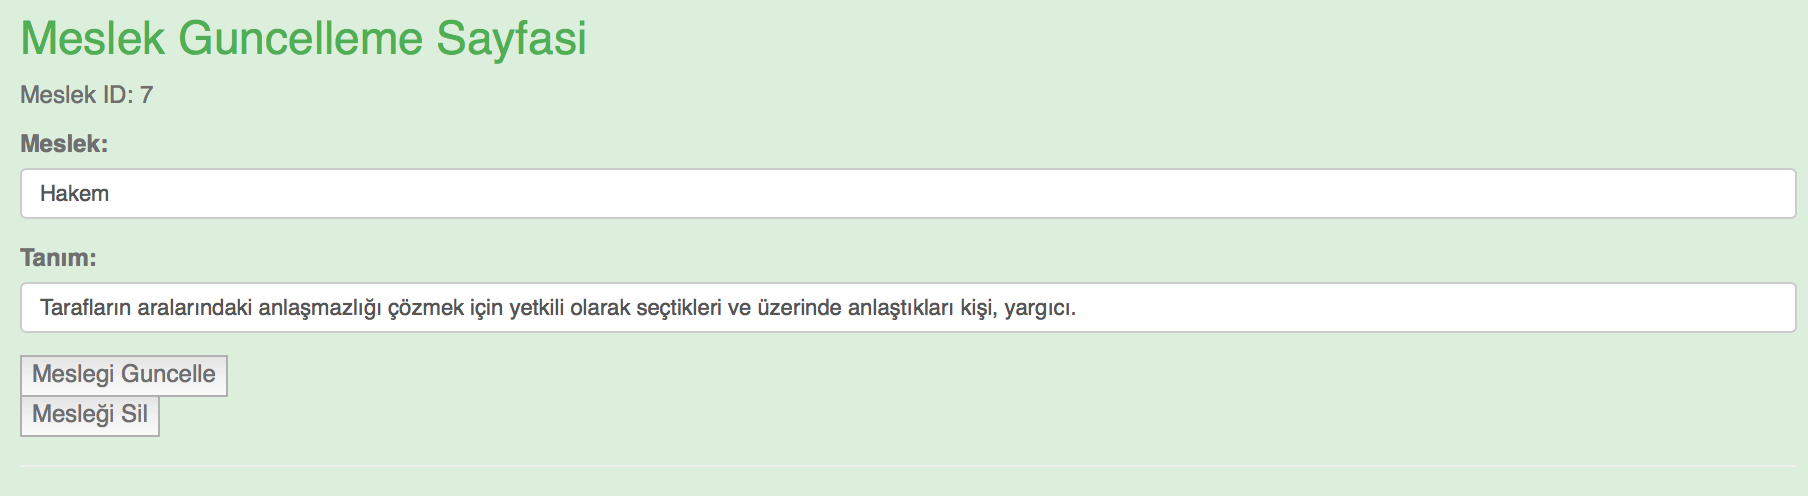 Meslek Guncelleme Sayfasi
Meslek ID: 7
Meslek:
Hakem
Tanım:
Tarafların aralarındaki anlaşmazlığı çözmek için yetkili olarak seçtikleri ve üzerinde anlaştıkları kişi, yargıcı.
Meslegi Guncelle
Mesleği Sil